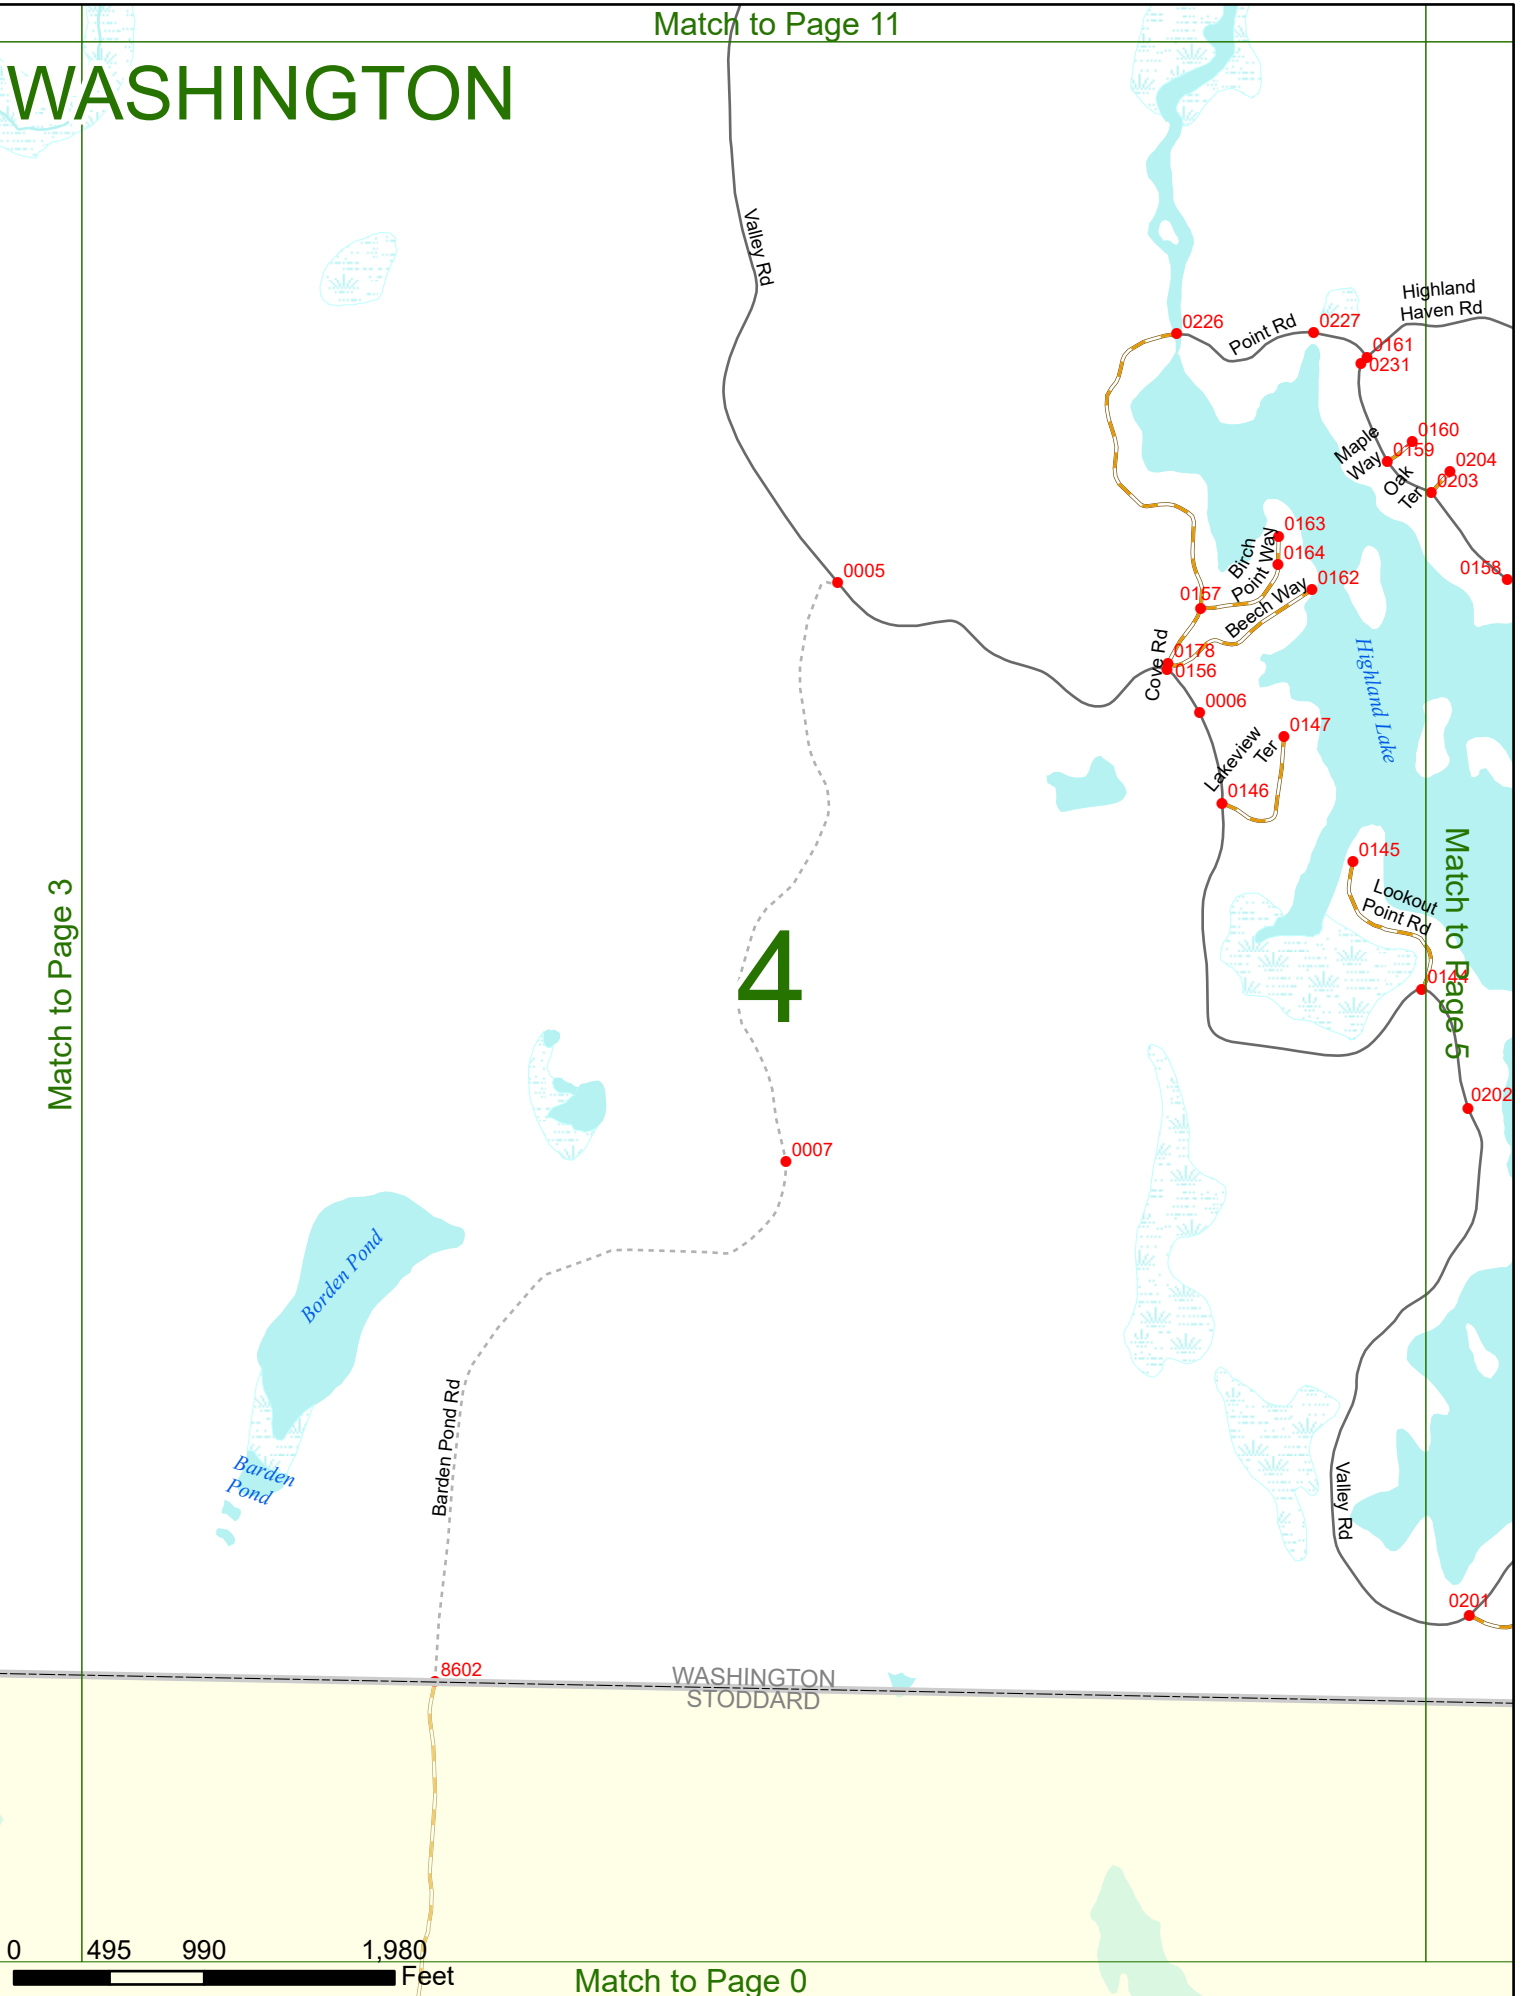 Match to Page 11
WASHINGTON
Valley Rd
Highland
Haven Rd
0226
Point Rd
0227
0161
0231
Maple
Way
0160
0159
Oak
Ter
0204
0203
0163
Birch
Point Way
0164
0158
0005
0162
0157
Beech Way
Cove Rd
0178
0156
Highland Lake
0006
0147
Lakeview
Ter
0146
Match to Page 5
0145
Lookout
Point Rd
Match to Page 3
4
0144
0202
0007
Borden Pond
Barden Pond Rd
Barden
Pond
Valley Rd
0201
8602
WASHINGTON
STODDARD
0 495 990 1,980
Feet
Match to Page 0